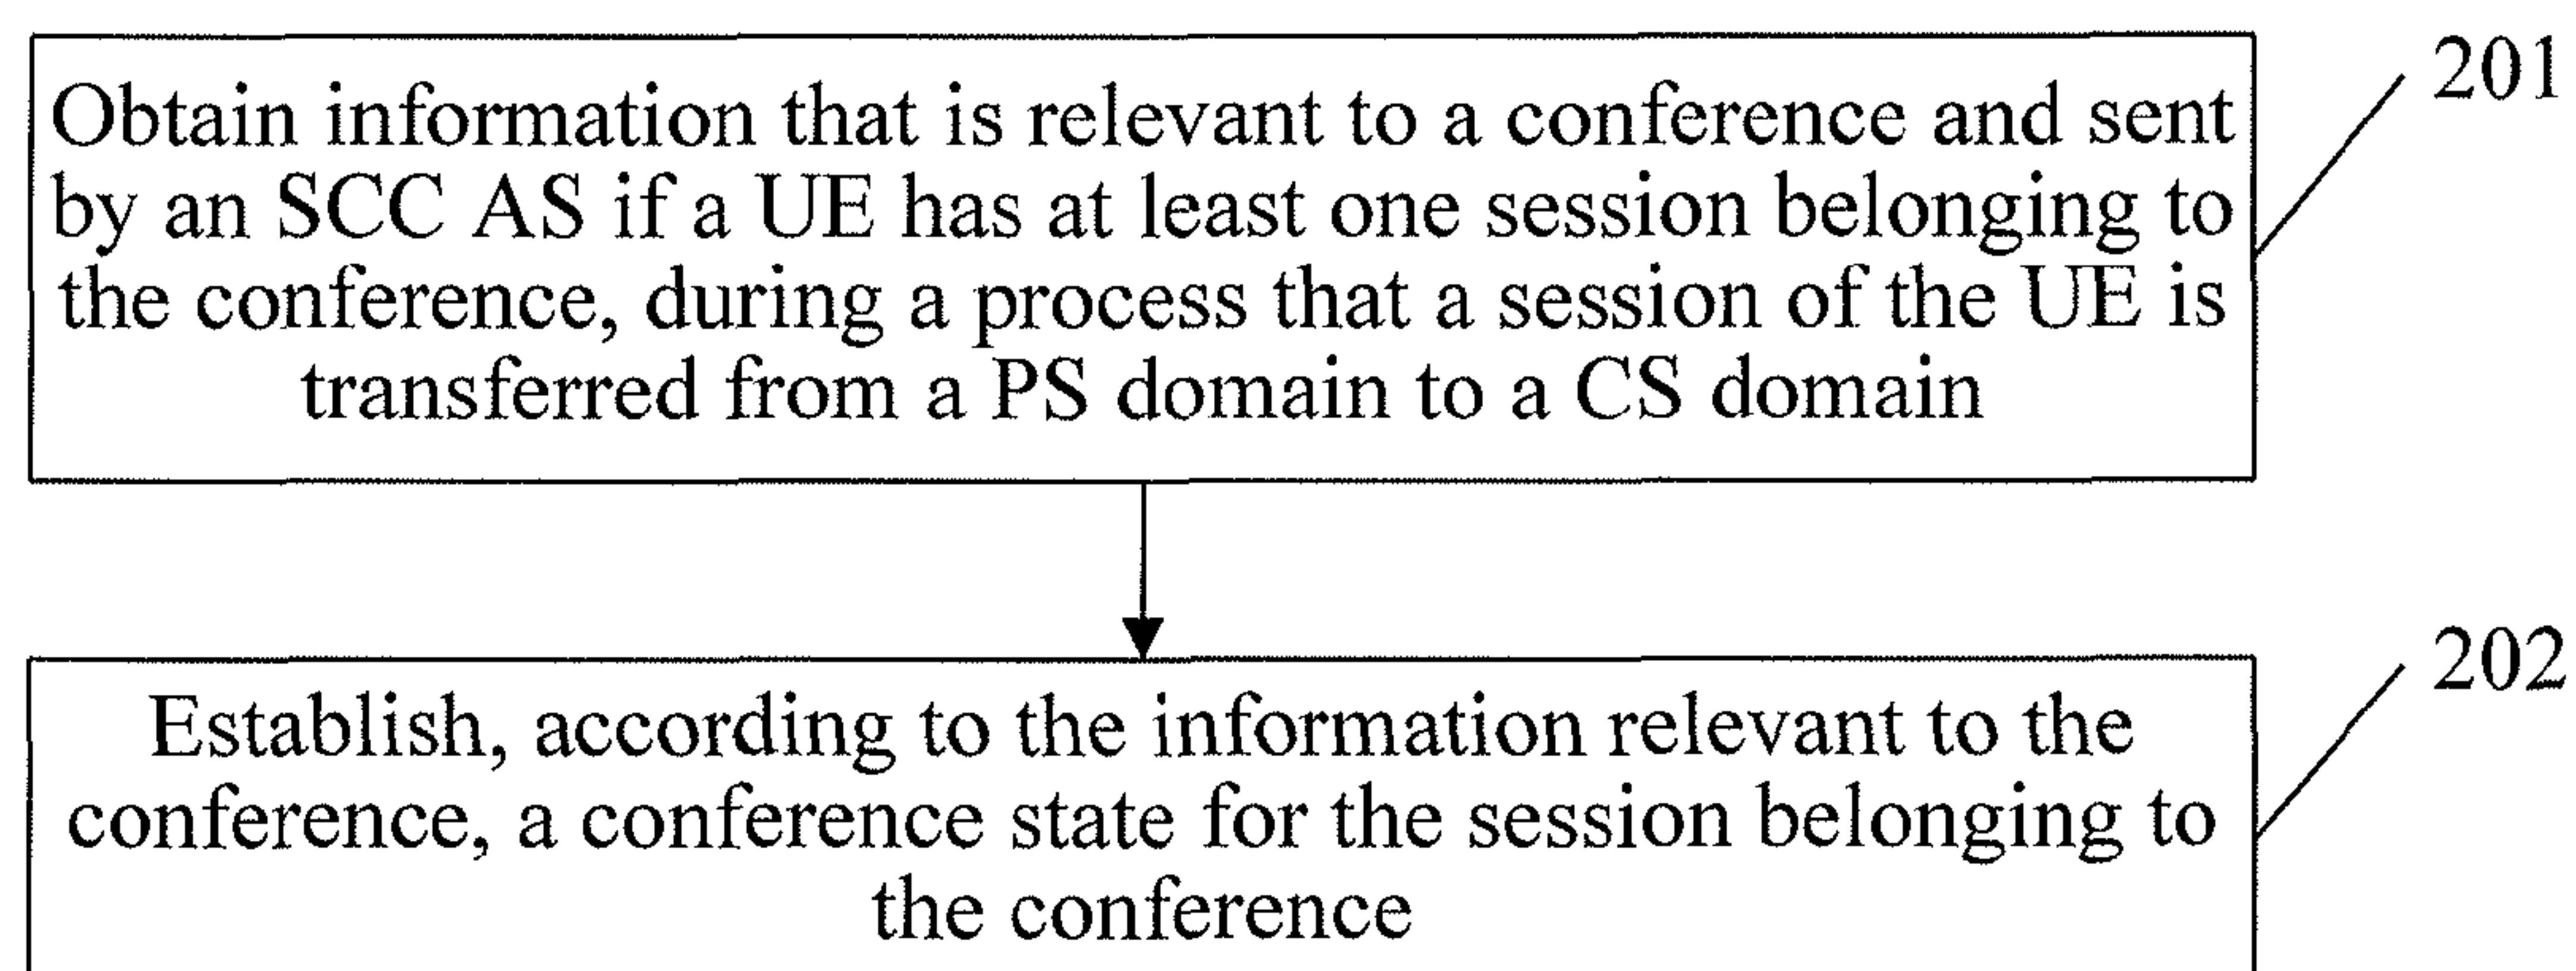 201
Obtain information that is relevant to a conference and sent
by an SCC AS if a UE has at least one session belonging to
the conference, during a process that a session of the UE is
transferred from a PS domain to a CS domain
202
Establish, according to the information relevant to the
conference, a conference state for the session belonging to
the conference